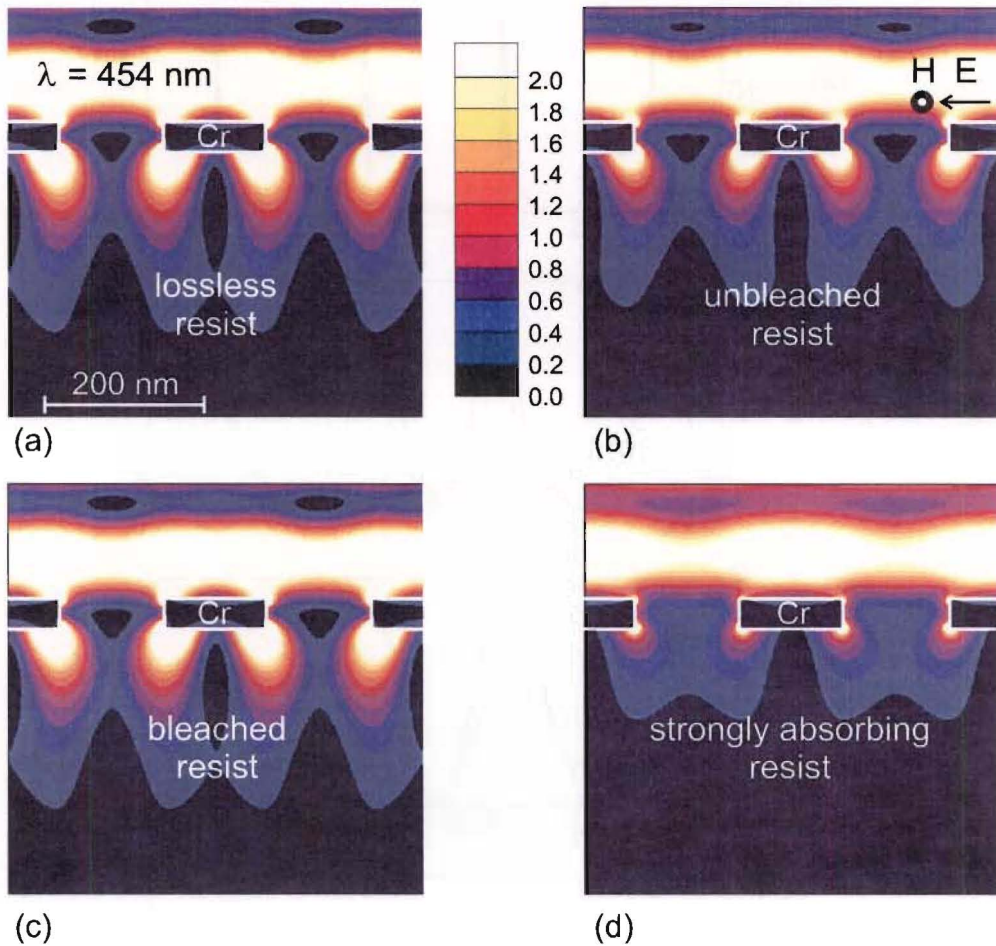 λ = 454 nm
Cr
lossless
resist
200 nm
(a)
2.0
1.8
1.6
1.4
1.2
1.0
0.8
0.6
0.4
0.2
0.0
H E
Cr
unbleached
resist
(b)
Cr
bleached
resist
(c)
Cr
strongly absorbing
resist
(d)